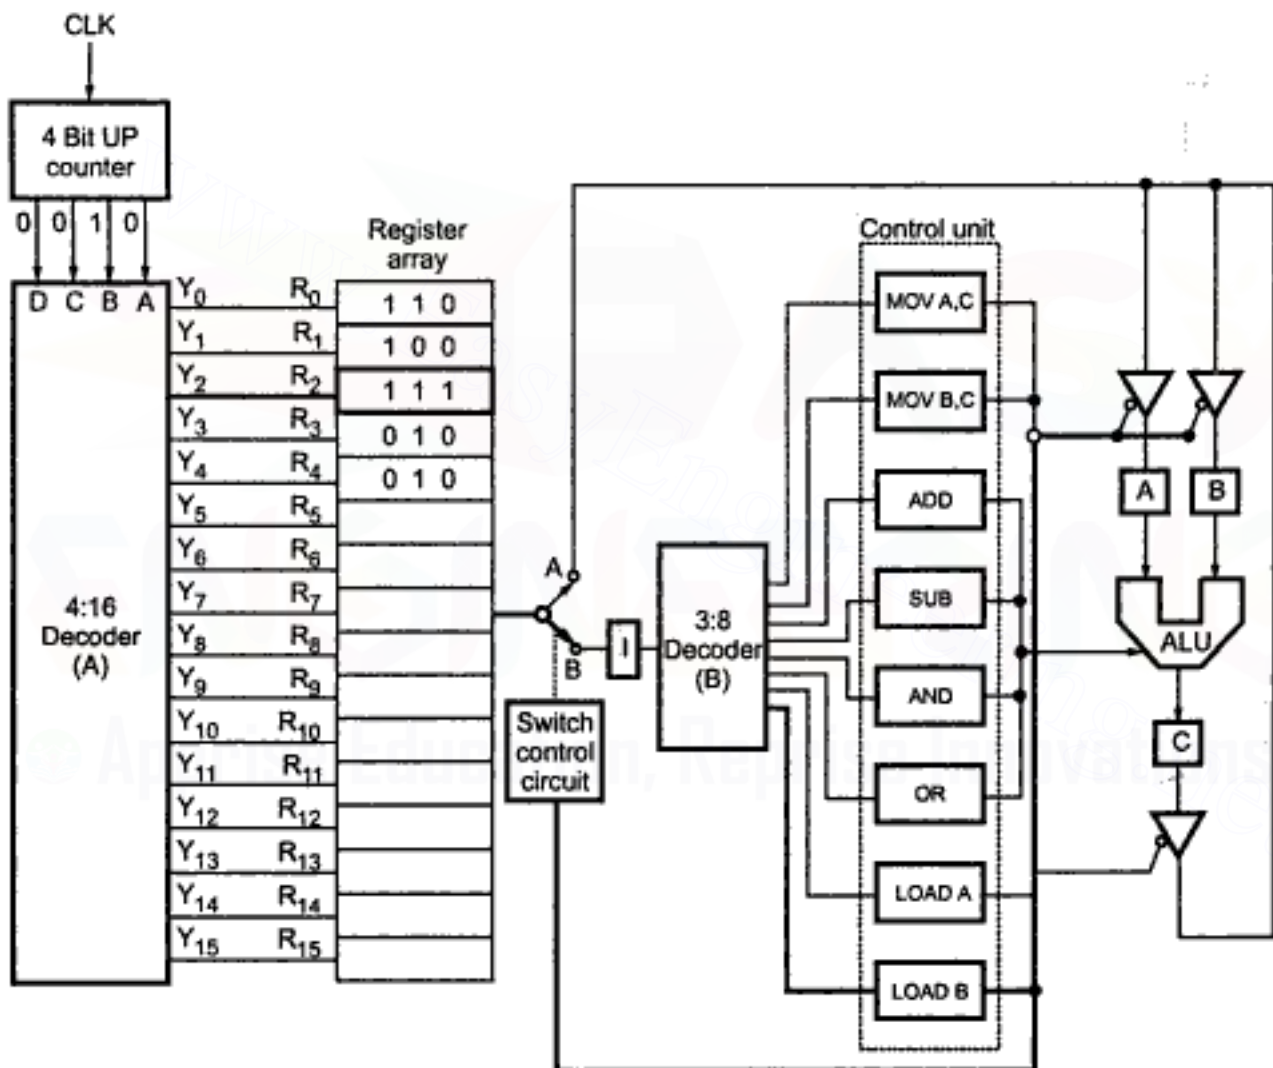 CLK
4 Bit UP
counter
0 0 1 0
D C B A
4:16
Decoder
(A)
Register
array
Y0 R0 1 1 0
Y1 R1 1 0 0
Y2 R2 1 1 1
Y3 R3 0 1 0
Y4 R4 0 1 0
Y5 R5
Y6 R6
Y7 R7
Y8 R8
Y9 R9
Y10 R10
Y11 R11
Y12 R12
Y13 R13
Y14 R14
Y15 R15
A
B
I
Switch
control
circuit
3:8
Decoder
(B)
Control unit
MOV A,C
MOV B,C
ADD
SUB
AND
OR
LOAD A
LOAD B
A B
ALU
C